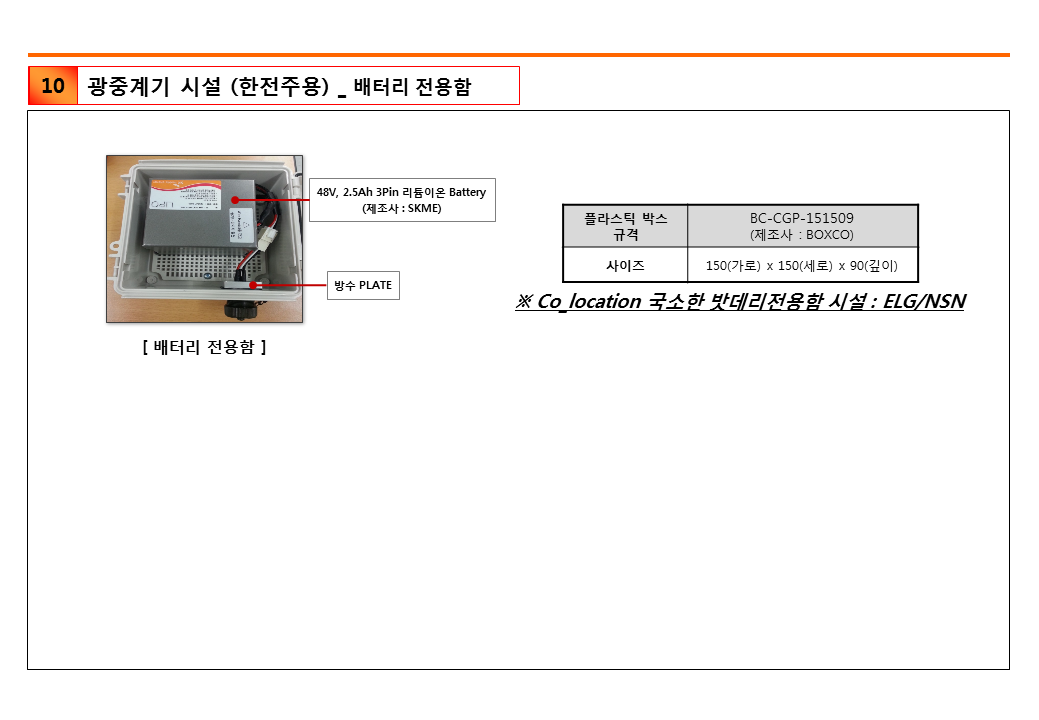 10
광중계기 시설 (한전주용) _ 배터리 전용함
48V, 2.5Ah 3Pin 리튬이온 Battery
(제조사 : SKME)
방수 PLATE
[ 배터리 전용함 ]
플라스틱 박스
규격
BC-CGP-151509
(제조사 : BOXCO)
사이즈
150(가로) x 150(세로) x 90(깊이)
※ Co_location 국소한 밧데리전용함 시설 : ELG/NSN